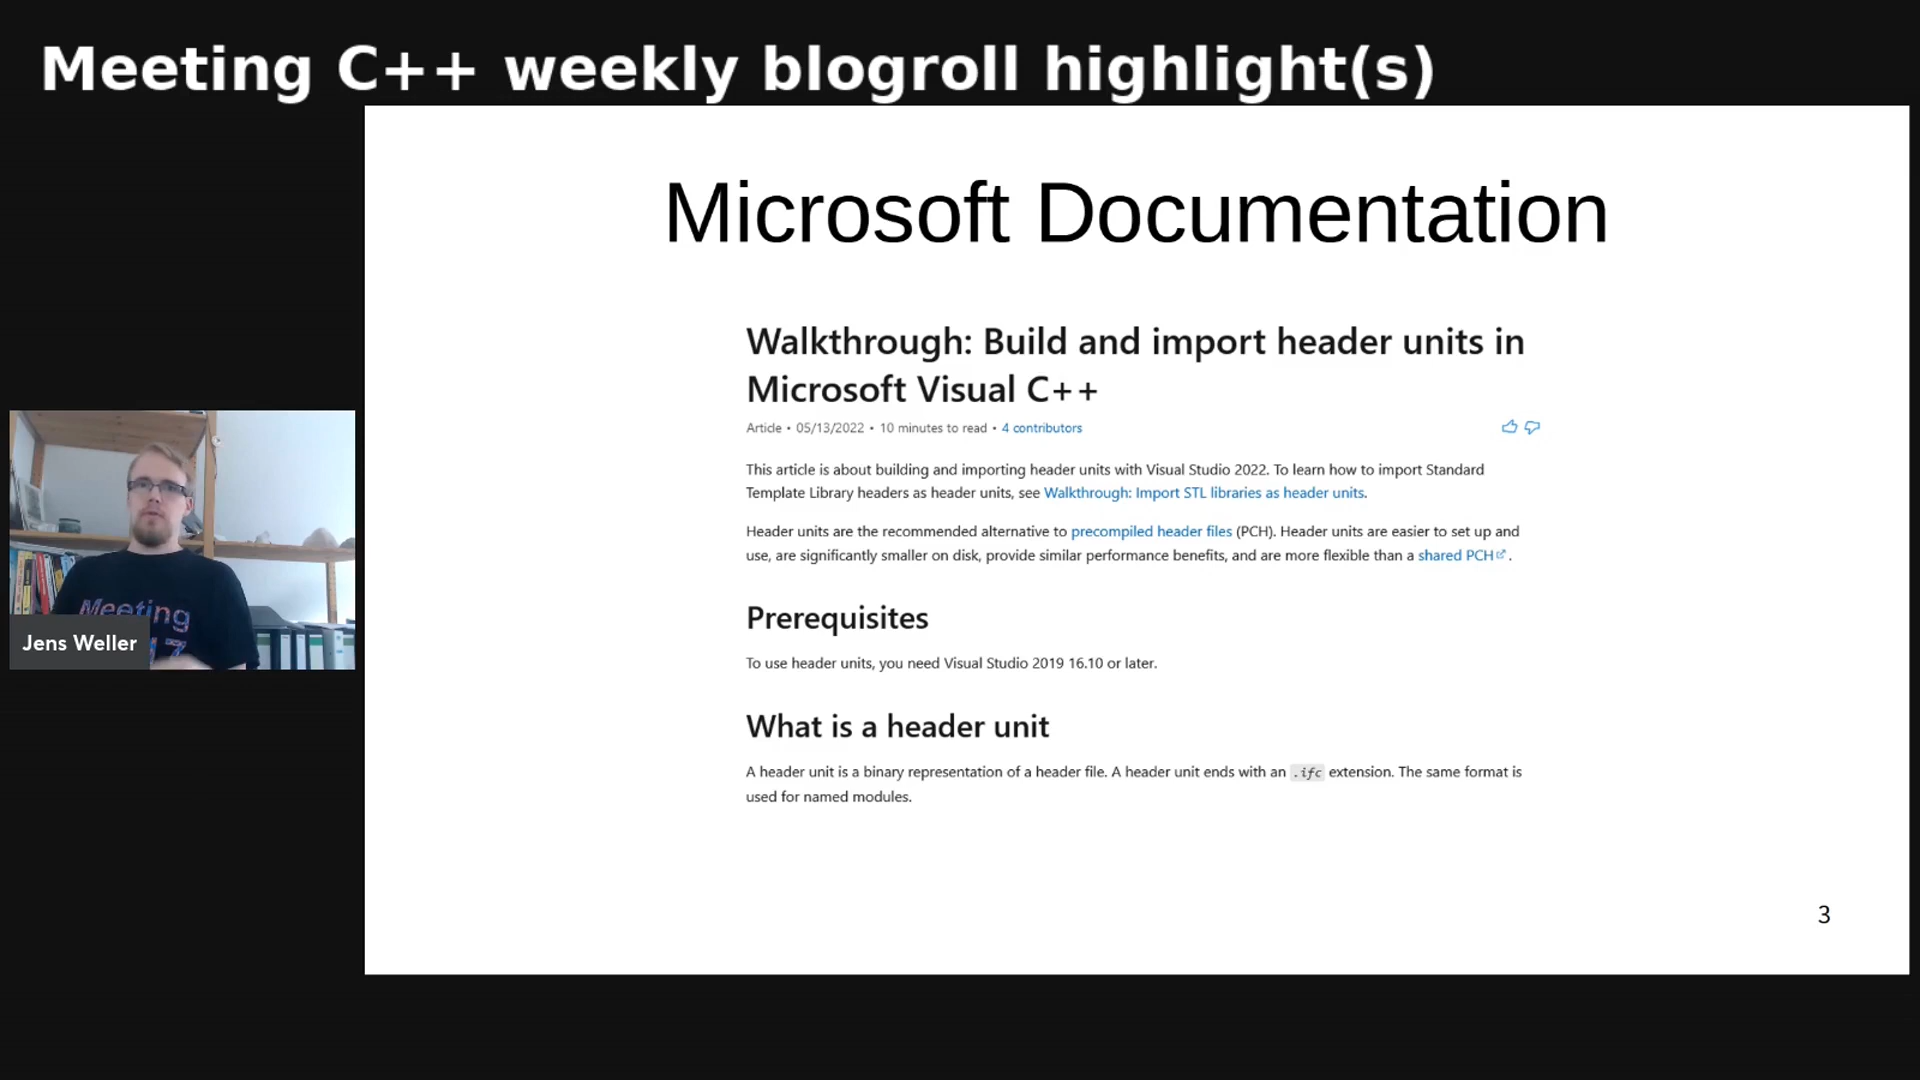 Meeting C++ weekly blogroll highlight(s)
Microsoft Documentation
Walkthrough: Build and import header units in
Microsoft Visual C++
Article • 05/13/2022 • 10 minutes to read • 4 contributors
This article is about building and importing header units with Visual Studio 2022. To learn how to import Standard
Template Library headers as header units, see Walkthrough: Import STL libraries as header units.
Header units are the recommended alternative to precompiled header files (PCH). Header units are easier to set up and
use, are significantly smaller on disk, provide similar performance benefits, and are more flexible than a shared PCH.
Prerequisites
To use header units, you need Visual Studio 2019 16.10 or later.
What is a header unit
A header unit is a binary representation of a header file. A header unit ends with an .ifc extension. The same format is
used for named modules.
3
Meeting
Jens Weller